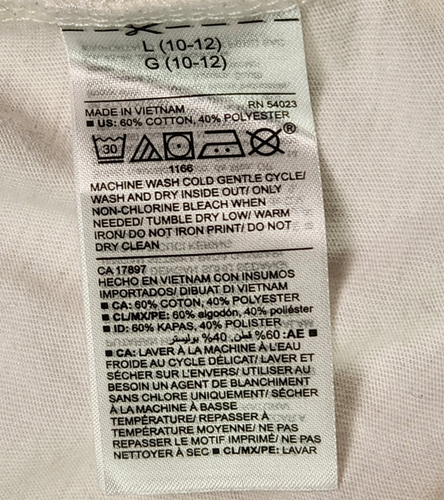 L (10-12)
G (10-12)
MADE IN VIETNAM RN 54023
■ US: 60% COTTON, 40% POLYESTER
30
®
1166
MACHINE WASH COLD GENTLE CYCLE/
WASH AND DRY INSIDE OUT/ ONLY
NON-CHLORINE BLEACH WHEN
NEEDED/ TUMBLE DRY LOW/ WARM
IRON/ DO NOT IRON PRINT/ DO NOT
DRY CLEAN
CA 17897
HECHO EN VIETNAM CON INSUMOS
IMPORTADOS/ DIBUAT DI VIETNAM
■ CA: 60% COTON, 40% POLYESTER
■ CL/MX/PE: 60% algodón, 40% poliéster
■ ID: 60% KAPAS, 40% POLISTER
■ AE: 60% قطن, 40% بوليستر
■ CA: LAVER À LA MACHINE À L'EAU
FROIDE AU CYCLE DÉLICAT/ LAVER ET
SÉCHER SUR L'ENVERS/ UTILISER AU
BESOIN UN AGENT DE BLANCHIMENT
SANS CHLORE UNIQUEMENT/ SÉCHER
À LA MACHINE À BASSE
TEMPÉRATURE/ REPASSER À
TEMPÉRATURE MOYENNE/ NE PAS
REPASSER LE MOTIF IMPRIMÉ/ NE PAS
NETTOYER À SEC ■ CL/MX/PE: LAVAR